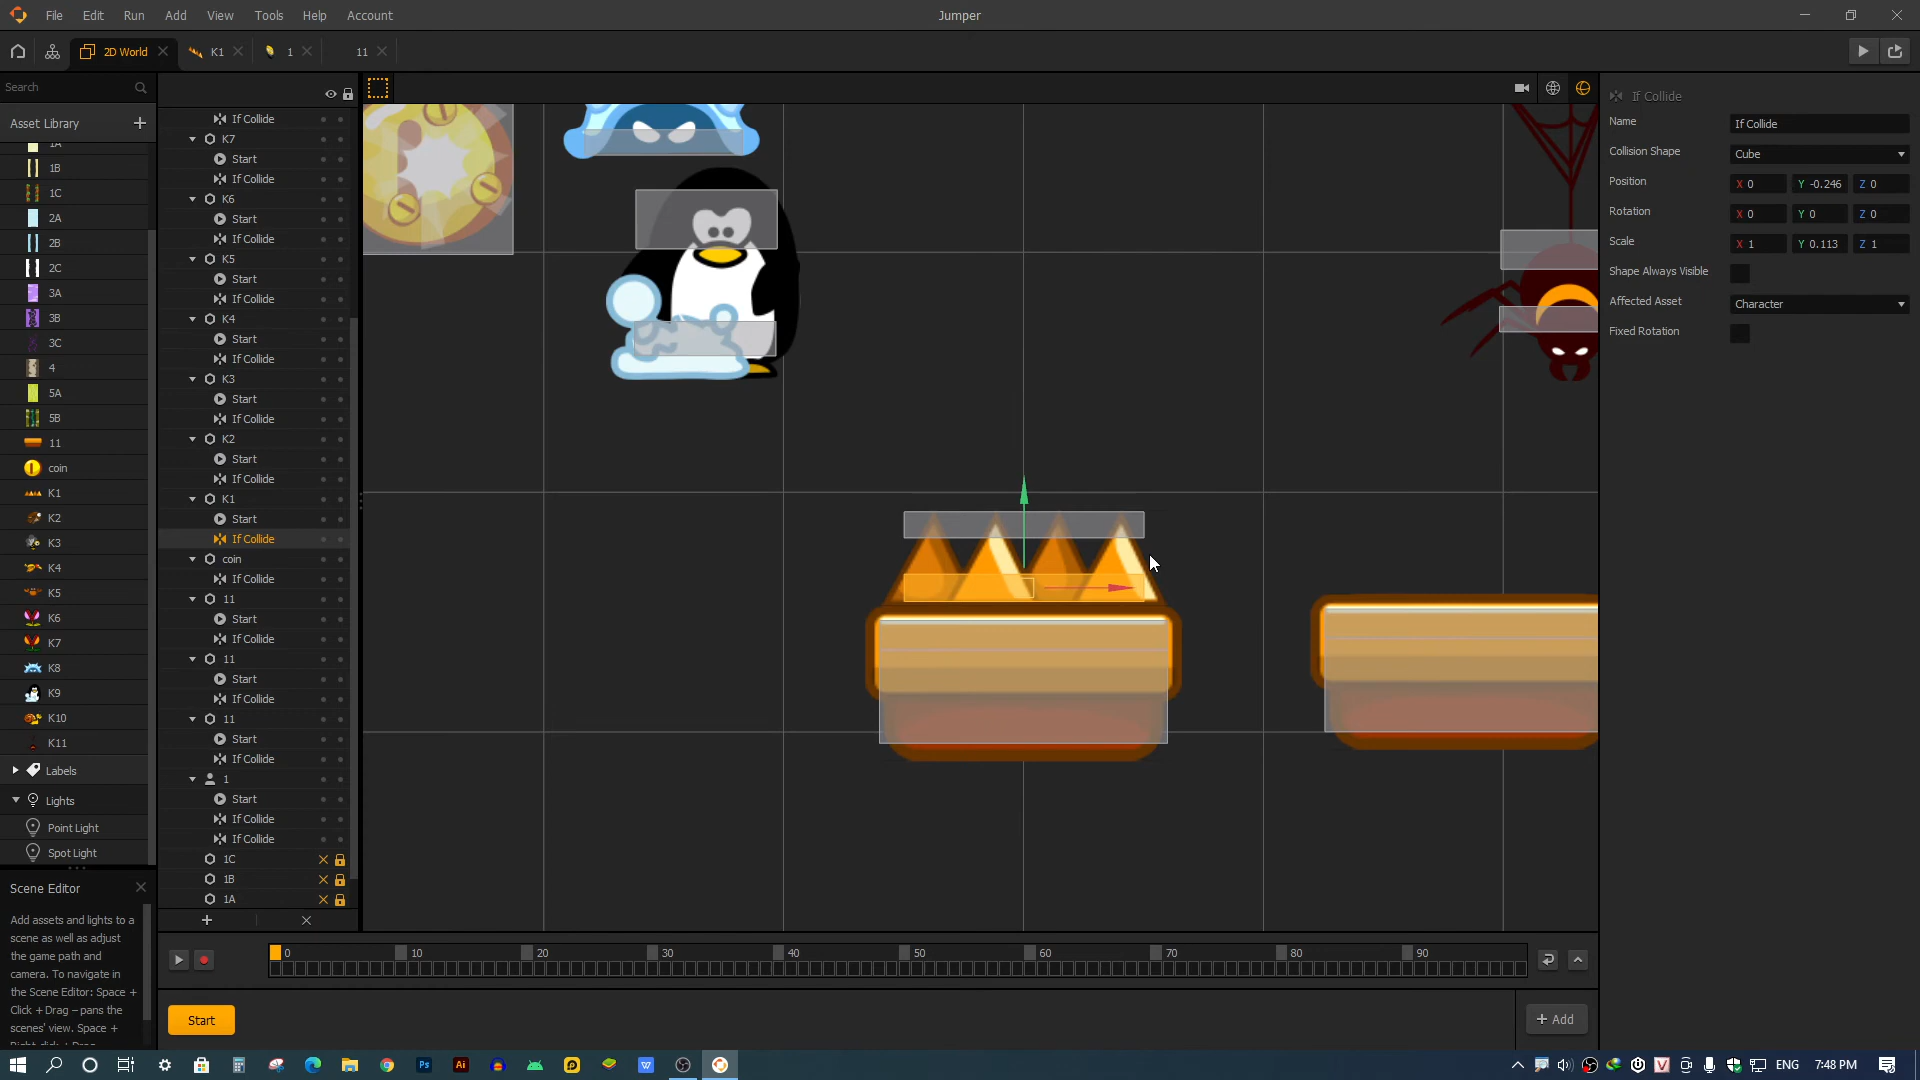 File Edit Run Add View Tools Help Account Jumper
2D World K1 1 11
Search
Asset Library
1A
1B
1C
2A
2B
2C
3A
3B
3C
4
5A
5B
11
coin
K1
K2
K3
K4
K5
K6
K7
K8
K9
K10
K11
Labels
Lights
Point Light
Spot Light
Scene Editor
Add assets and lights to a
scene as well as adjust
the game path and
camera. To navigate in
the Scene Editor: Space +
Click + Drag – pans the
scenes' view. Space +
If Collide
K7
Start
If Collide
K6
Start
If Collide
K5
Start
If Collide
K4
Start
If Collide
K3
Start
If Collide
K2
Start
If Collide
K1
Start
If Collide
coin
If Collide
11
Start
If Collide
11
Start
If Collide
11
Start
If Collide
1
Start
If Collide
If Collide
1C
1B
1A
If Collide
Name If Collide
Collision Shape Cube
Position X 0 Y -0.246 Z 0
Rotation X 0 Y 0 Z 0
Scale X 1 Y 0.113 Z 1
Shape Always Visible
Affected Asset Character
Fixed Rotation
0 10 20 30 40 50 60 70 80 90
Start
+ Add
ENG 7:48 PM